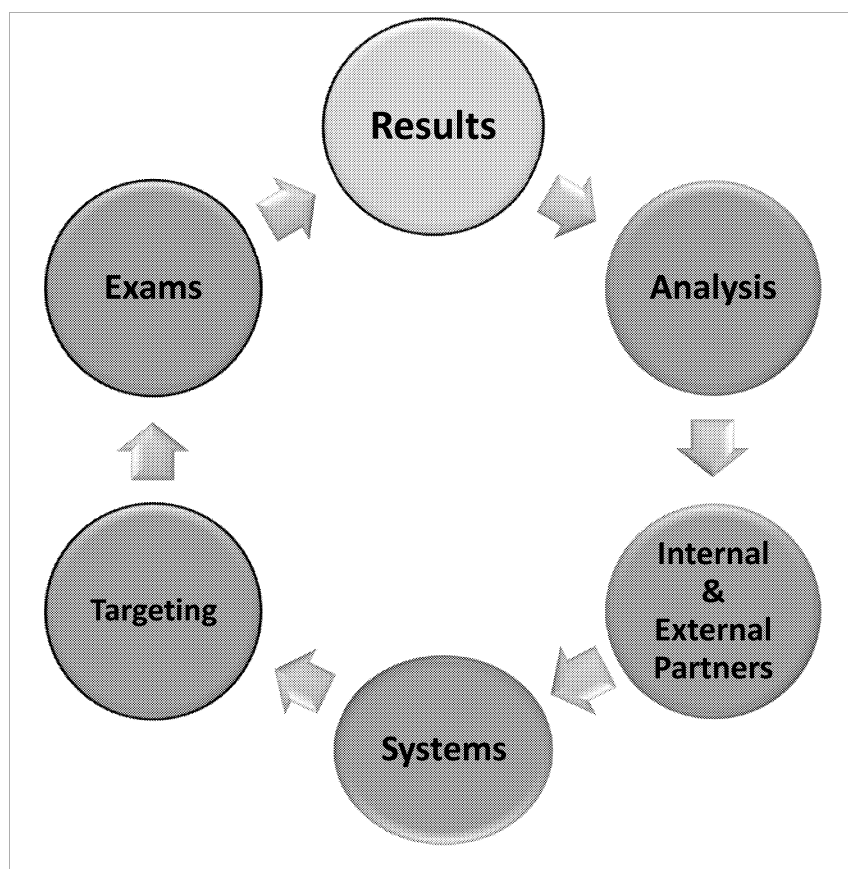 Results
Analysis
Internal
&
External
Partners
Systems
Targeting
Exams